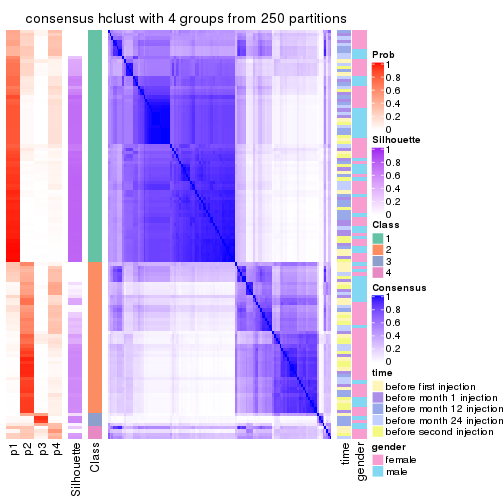 consensus hclust with 4 groups from 250 partitions
Prob
1
0.8
0.6
0.4
0.2
0
Silhouette
1
0.8
0.6
0.4
0.2
0
Class
1
2
3
4
Consensus
1
0.8
0.6
0.4
0.2
0
time
before first injection
before month 1 injection
before month 12 injection
before month 24 injection
before second injection
gender
female
male
p1
p2
p3
p4
Silhouette
Class
time
gender